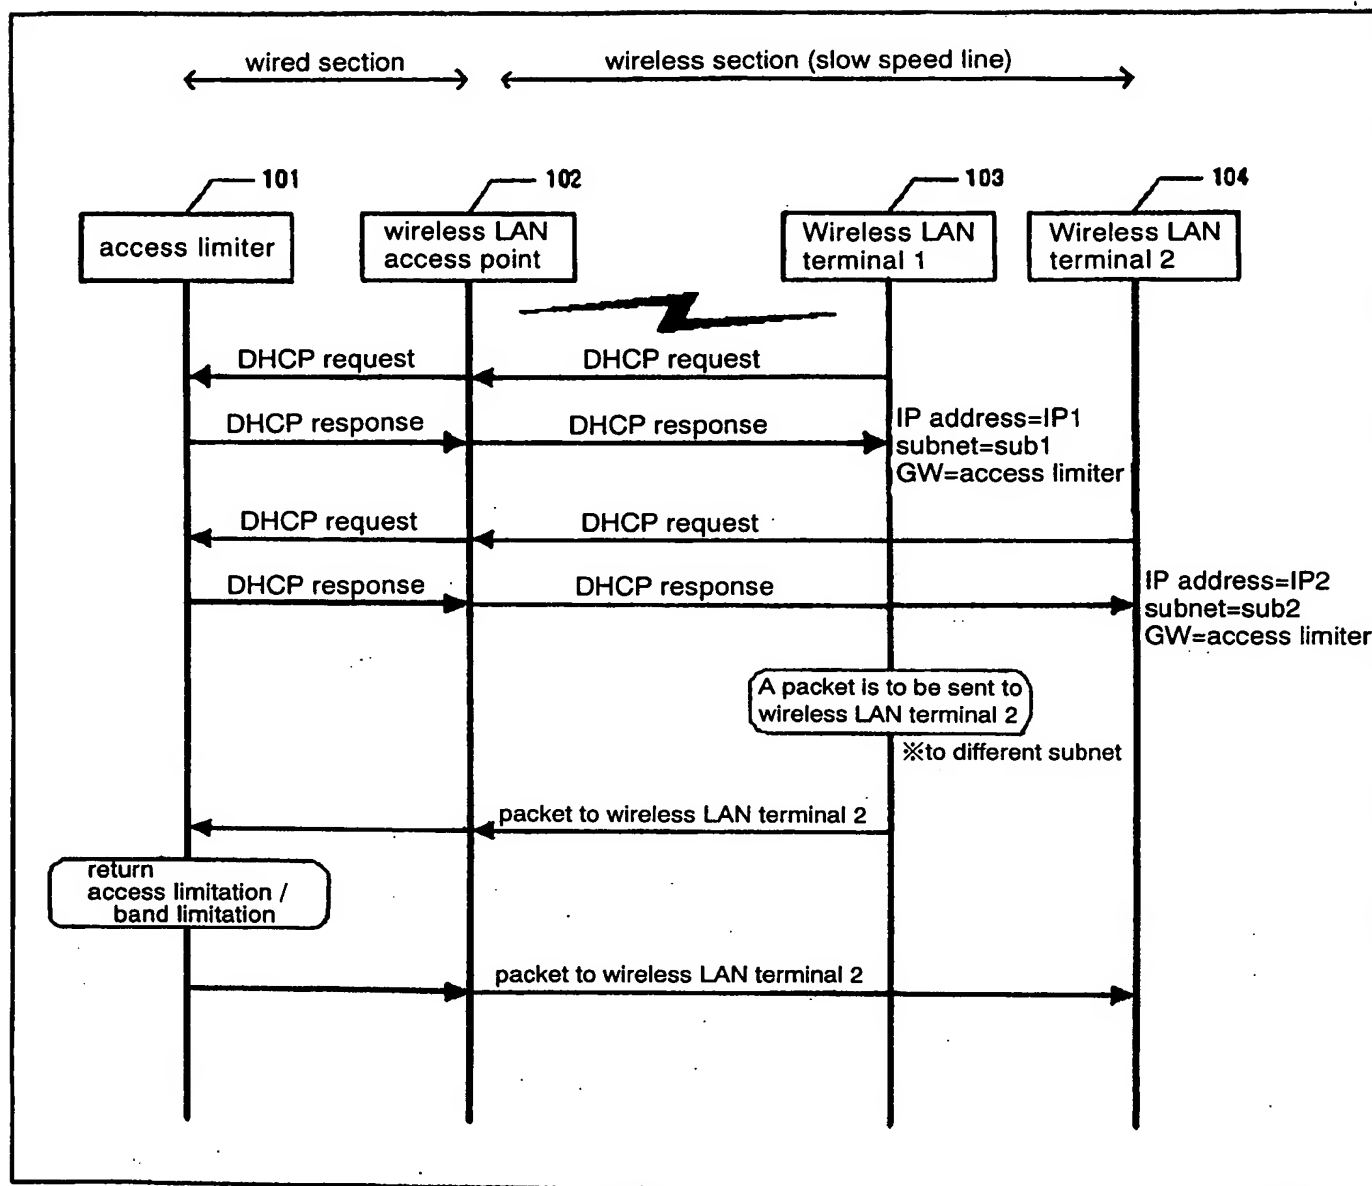 wired section
wireless section (slow speed line)
101
102
103
104
access limiter
wireless LAN
access point
Wireless LAN
terminal 1
Wireless LAN
terminal 2
DHCP request
DHCP request
DHCP response
DHCP response
IP address=IP1
subnet=sub1
GW=access limiter
DHCP request
DHCP request
DHCP response
DHCP response
IP address=IP2
subnet=sub2
GW=access limiter
A packet is to be sent to
wireless LAN terminal 2
※to different subnet
packet to wireless LAN terminal 2
return
access limitation /
band limitation
packet to wireless LAN terminal 2